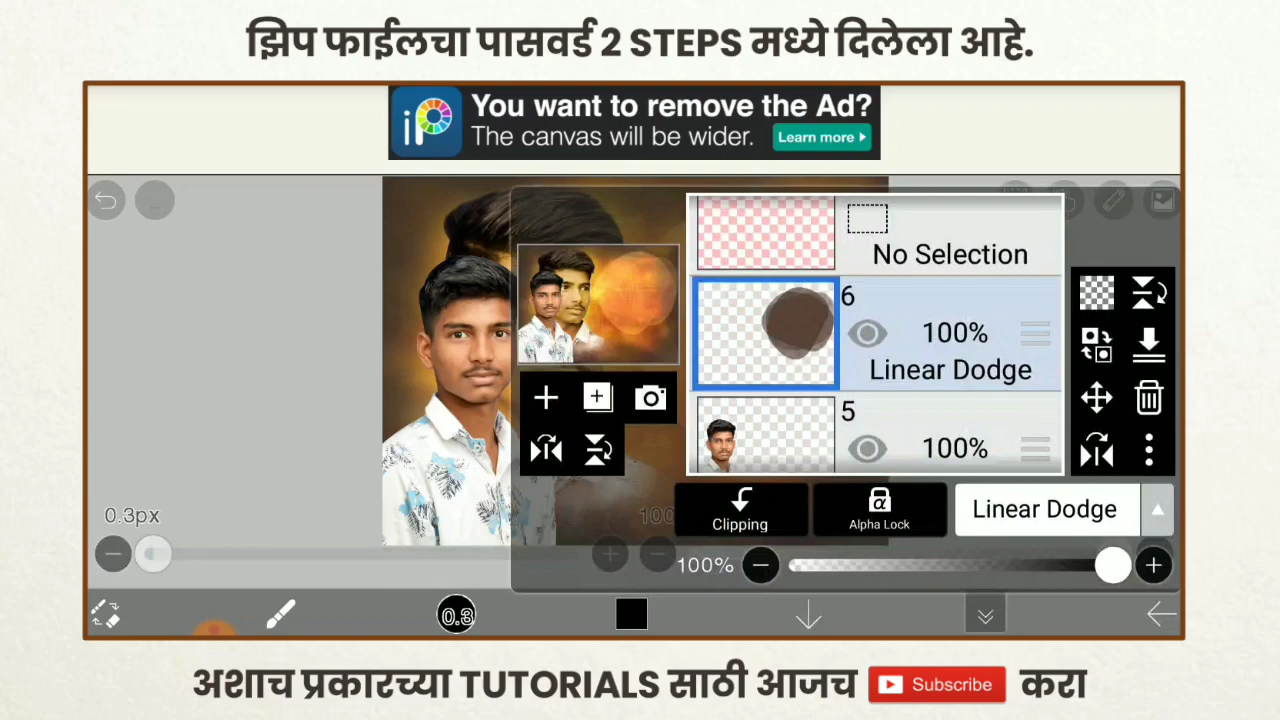 झिप फाईलचा पासवर्ड 2 STEPS मध्ये दिलेला आहे.
iP
You want to remove the Ad?
The canvas will be wider.
Learn more
No Selection
6
100%
Linear Dodge
5
100%
0.3px
100
Clipping
α
Alpha Lock
Linear Dodge
100%
0.3
अशाच प्रकारच्या TUTORIALS साठी आजच Subscribe करा